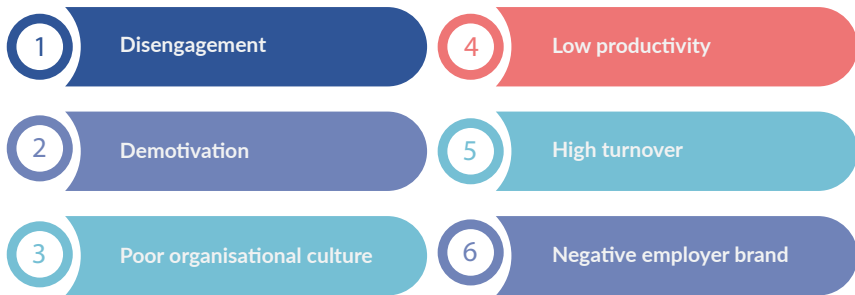 1 Disengagement
2 Demotivation
3 Poor organisational culture
4 Low productivity
5 High turnover
6 Negative employer brand